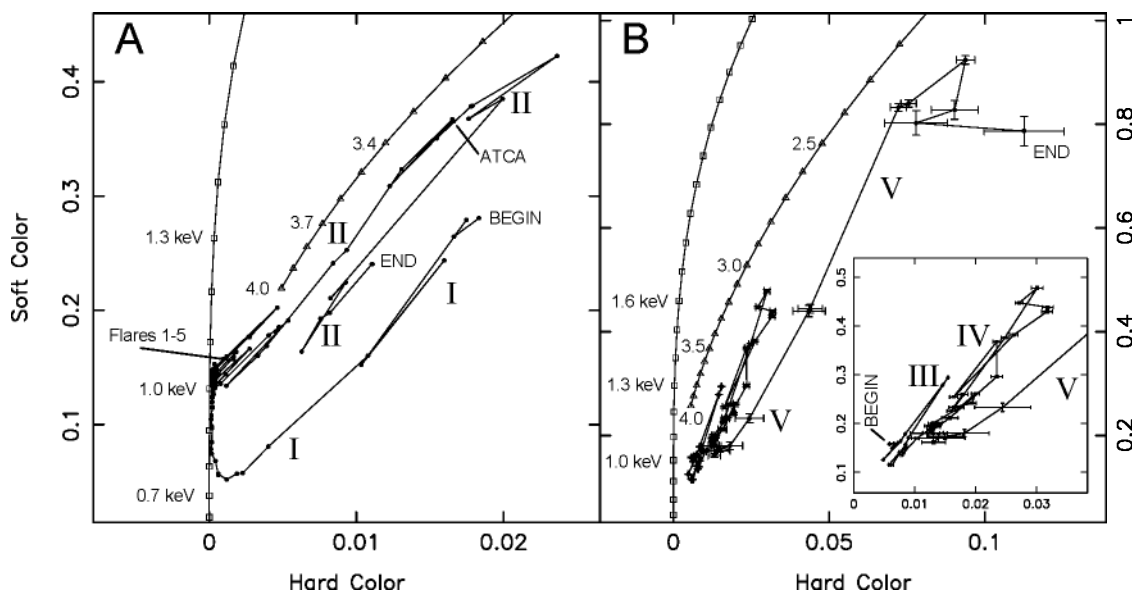 A
B
0.4
0.3
0.2
0.1
Soft Color
3.4
3.7
4.0
1.3 keV
1.0 keV
0.7 keV
Flares 1-5
II
II
II
ATCA
BEGIN
END
I
I
0
0.01
0.02
Hard Color
1
0.8
0.6
0.4
0.2
2.5
3.0
3.5
4.0
1.6 keV
1.3 keV
1.0 keV
END
V
V
0.5
0.4
0.3
0.2
0.1
BEGIN
III
IV
V
0
0.01
0.02
0.03
0
0.05
0.1
Hard Color